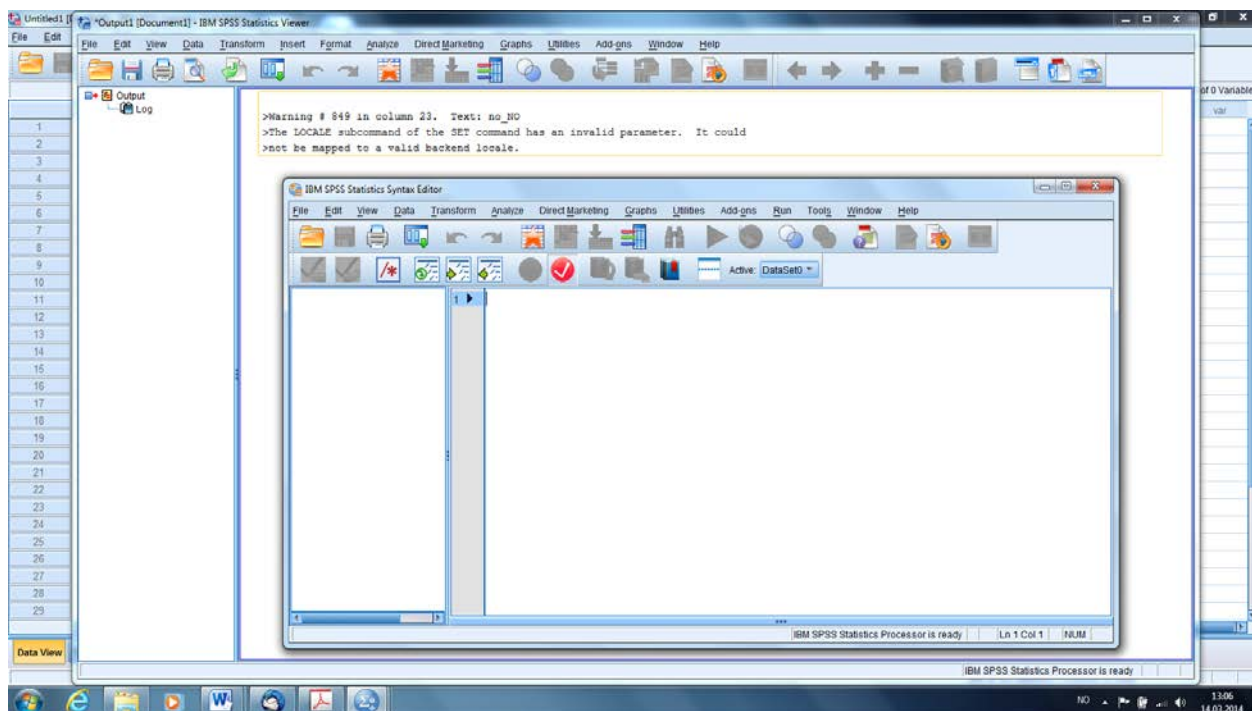 Untitled1 [
*Output1 [Document1] - IBM SPSS Statistics Viewer
File Edit
File Edit View Data Transform Insert Format Analyze Direct Marketing Graphs Utilities Add-ons Window Help
of 0 Variable
var
Output
Log
>Warning # 849 in column 23. Text: no_NO
>The LOCALE subcommand of the SET command has an invalid parameter. It could
>not be mapped to a valid backend locale.
IBM SPSS Statistics Syntax Editor
File Edit View Data Transform Analyze Direct Marketing Graphs Utilities Add-ons Run Tools Window Help
Active: DataSet0
1
1
2
3
4
5
6
7
8
9
10
11
12
13
14
15
16
17
18
19
20
21
22
23
24
25
26
27
28
29
IBM SPSS Statistics Processor is ready Ln 1 Col 1 NUM
Data View
IBM SPSS Statistics Processor is ready
NO
13:06
14.03.2014